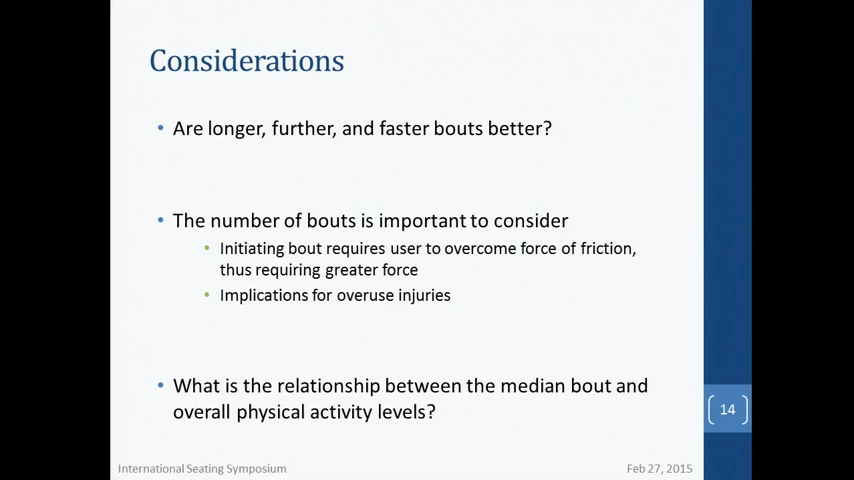 Considerations
• Are longer, further, and faster bouts better?
• The number of bouts is important to consider
• Initiating bout requires user to overcome force of friction,
thus requiring greater force
• Implications for overuse injuries
• What is the relationship between the median bout and
overall physical activity levels?
14
International Seating Symposium
Feb 27, 2015